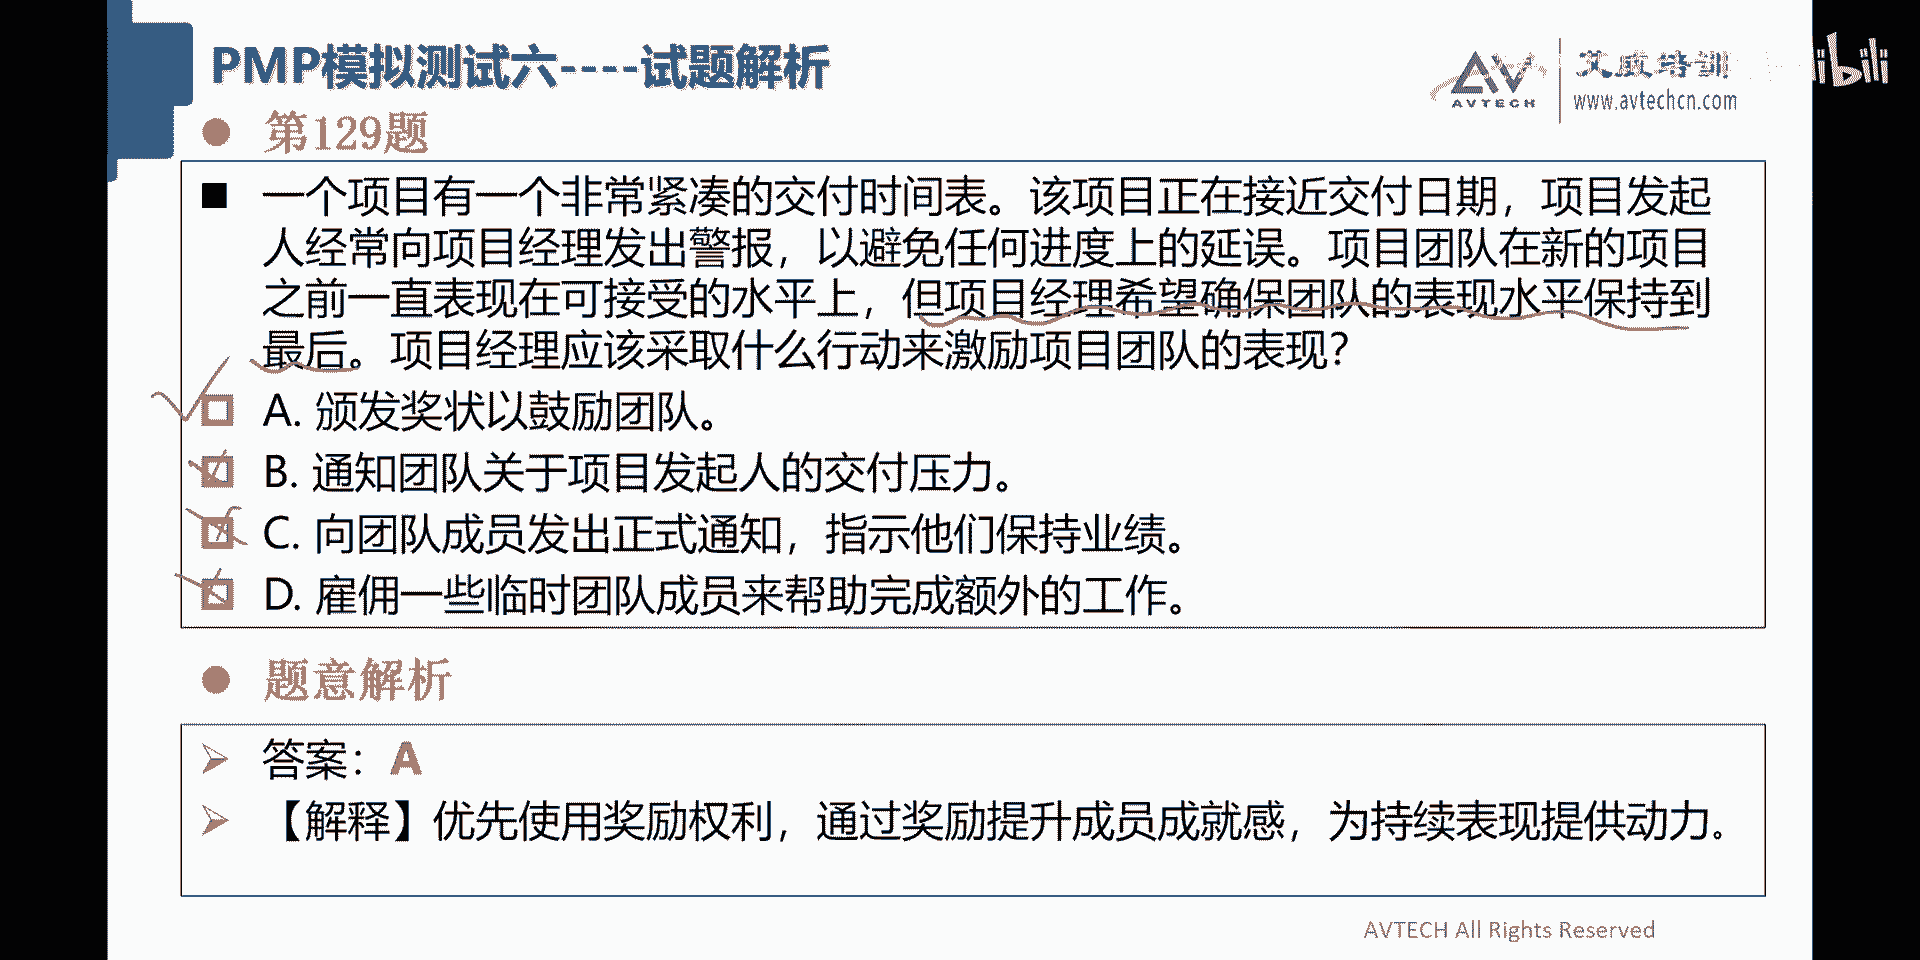 PMP模拟测试六----试题解析
AVTECH
艾威培训
www.avtechcn.com
第129题
一个项目有一个非常紧凑的交付时间表。该项目正在接近交付日期，项目发起
人经常向项目经理发出警报，以避免任何进度上的延误。项目团队在新的项目
之前一直表现在可接受的水平上，但项目经理希望确保团队的表现水平保持到
最后。项目经理应该采取什么行动来激励项目团队的表现？
A. 颁发奖状以鼓励团队。
B. 通知团队关于项目发起人的交付压力。
C. 向团队成员发出正式通知，指示他们保持业绩。
D. 雇佣一些临时团队成员来帮助完成额外的工作。
题意解析
答案：A
【解释】优先使用奖励权利，通过奖励提升成员成就感，为持续表现提供动力。
AVTECH All Rights Reserved